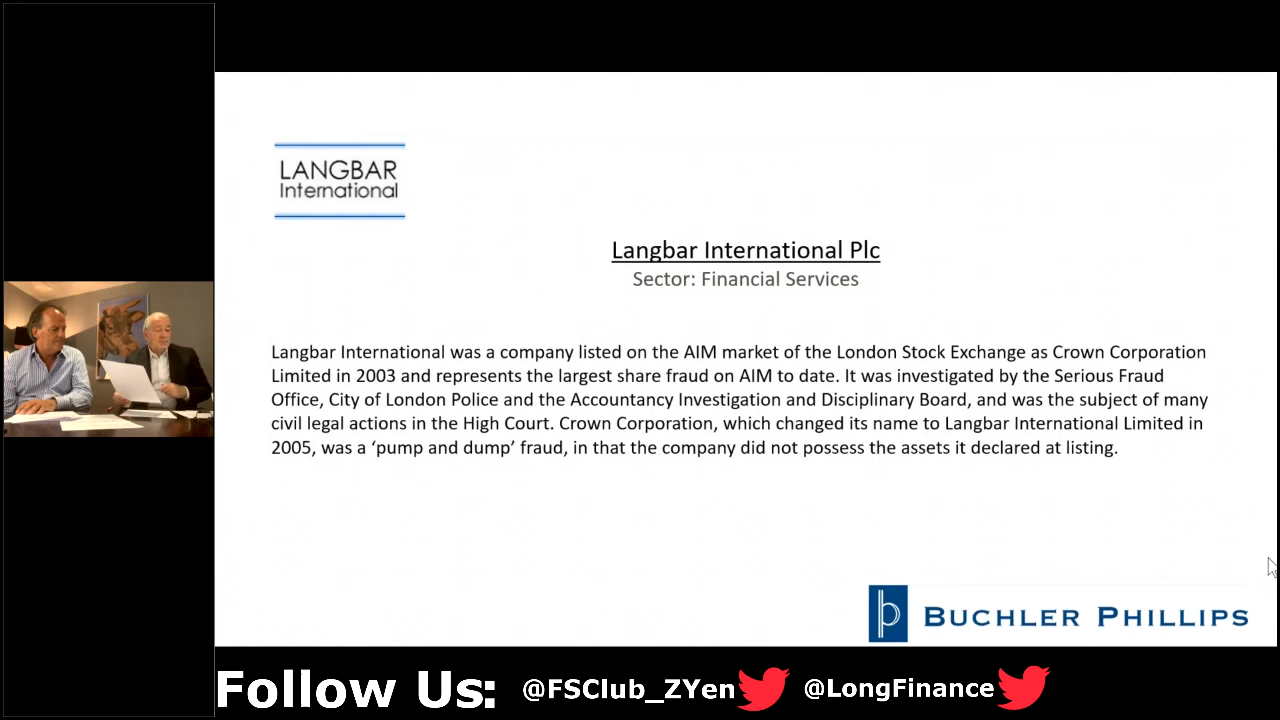 LANGBAR
International
Langbar International Plc
Sector: Financial Services
Langbar International was a company listed on the AIM market of the London Stock Exchange as Crown Corporation
Limited in 2003 and represents the largest share fraud on AIM to date. It was investigated by the Serious Fraud
Office, City of London Police and the Accountancy Investigation and Disciplinary Board, and was the subject of many
civil legal actions in the High Court. Crown Corporation, which changed its name to Langbar International Limited in
2005, was a ‘pump and dump’ fraud, in that the company did not possess the assets it declared at listing.
BUCHLER PHILLIPS
Follow Us: @FSClub_ZYen @LongFinance